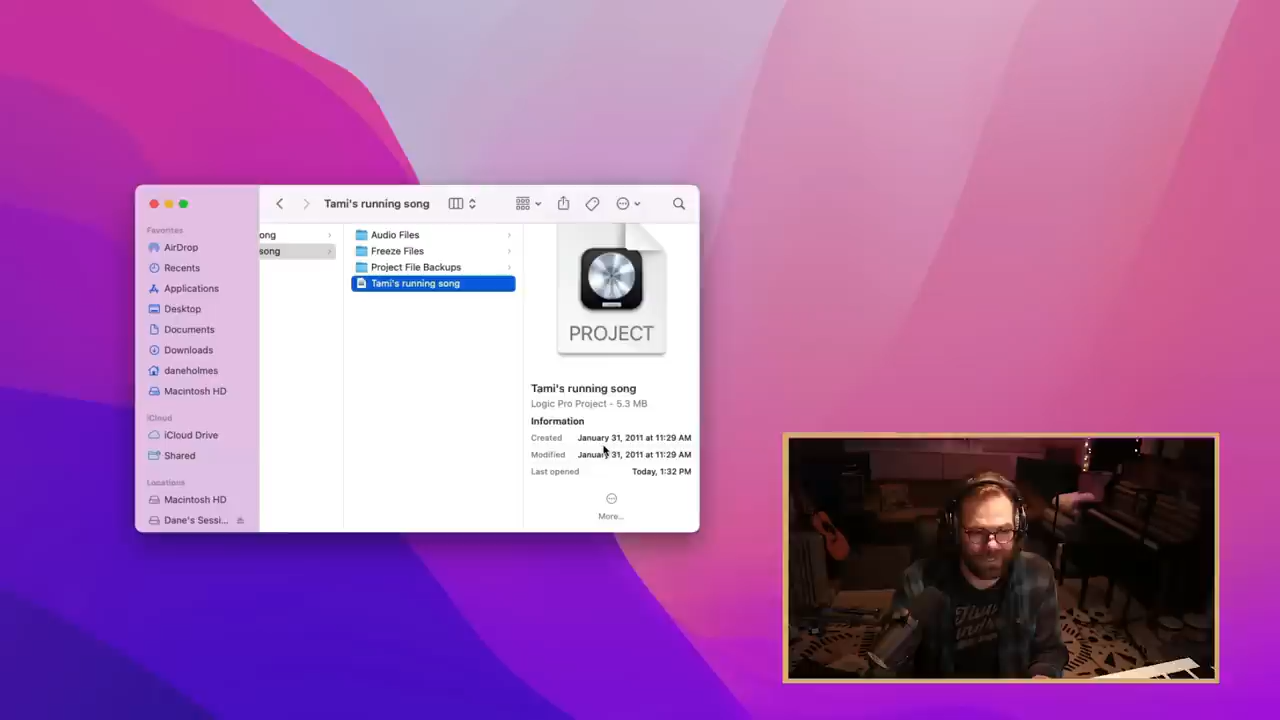 Tami's running song
Favorites
AirDrop
Recents
Applications
Desktop
Documents
Downloads
daneholmes
Macintosh HD
iCloud
iCloud Drive
Shared
Locations
Macintosh HD
Dane's Sessi...
ong
song
Audio Files
Freeze Files
Project File Backups
Tami's running song
PROJECT
Tami's running song
Logic Pro Project - 5.3 MB
Information
Created January 31, 2011 at 11:29 AM
Modified January 31, 2011 at 11:29 AM
Last opened Today, 1:32 PM
More...